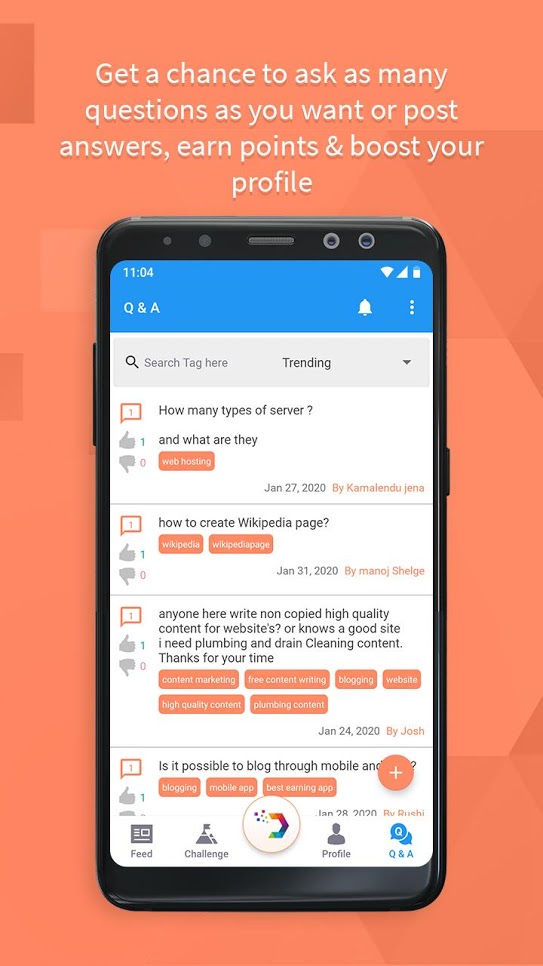 Get a chance to ask as many
questions as you want or post
answers, earn points & boost your
profile
11:04
Q & A
Search Tag here
Trending
1
How many types of server ?
and what are they
1
0
web hosting
Jan 27, 2020 By Kamalendu jena
1
how to create Wikipedia page?
1
wikipedia wikipediapage
0
Jan 31, 2020 By manoj Shelge
1
anyone here write non copied high quality
content for website's? or knows a good site
1
i need plumbing and drain Cleaning content.
0
Thanks for your time
content marketing free content writing blogging website
high quality content plumbing content
Jan 24, 2020 By Josh
1
Is it possible to blog through mobile and ?
+
1
blogging mobile app best earning app
Jan 28, 2020 By Rushi
Feed
Challenge
Profile
Q
Q & A